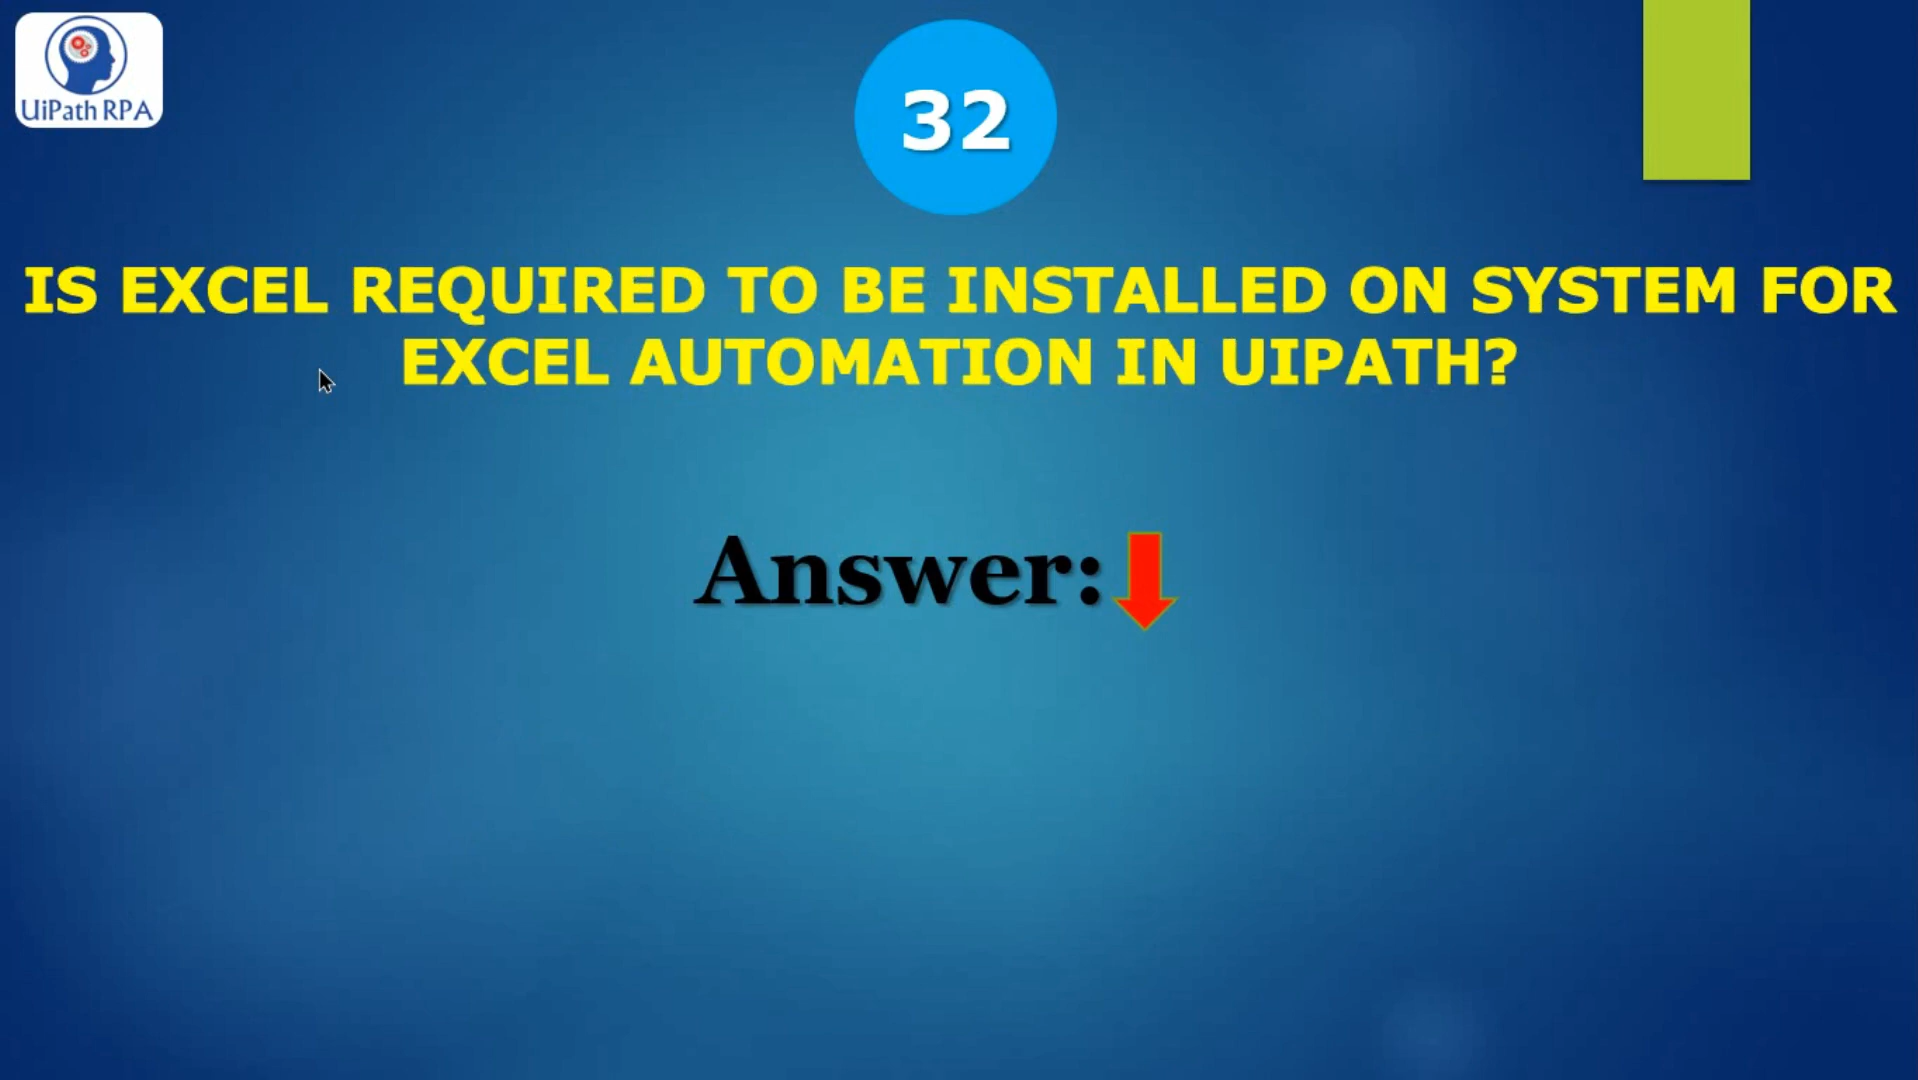 UiPath RPA
32
IS EXCEL REQUIRED TO BE INSTALLED ON SYSTEM FOR
EXCEL AUTOMATION IN UIPATH?
Answer: